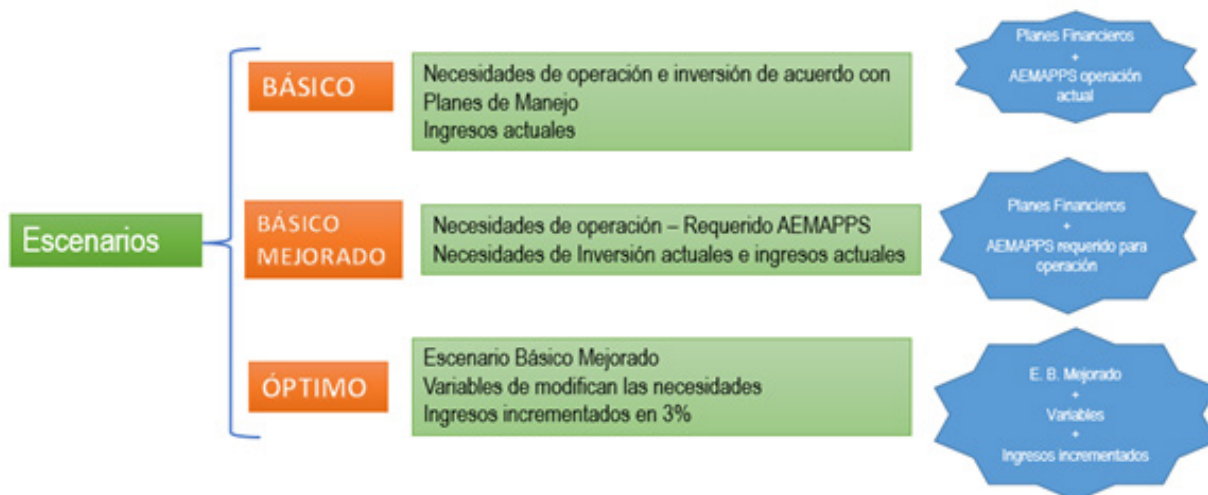 Escenarios
BÁSICO
Necesidades de operación e inversión de acuerdo con
Planes de Manejo
Ingresos actuales
Planes Financieros
+
AEMAPPS operación
actual
BÁSICO
MEJORADO
Necesidades de operación – Requerido AEMAPPS
Necesidades de Inversión actuales e ingresos actuales
Planes Financieros
+
AEMAPPS requerido para
operación
ÓPTIMO
Escenario Básico Mejorado
Variables de modifican las necesidades
Ingresos incrementados en 3%
E. B. Mejorado
+
Variables
+
Ingresos incrementados